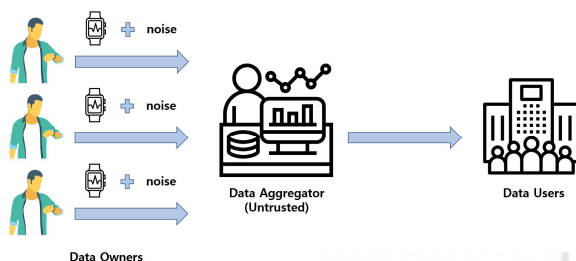 + noise
+ noise
+ noise
Data Aggregator
(Untrusted)
Data Users
Data Owners